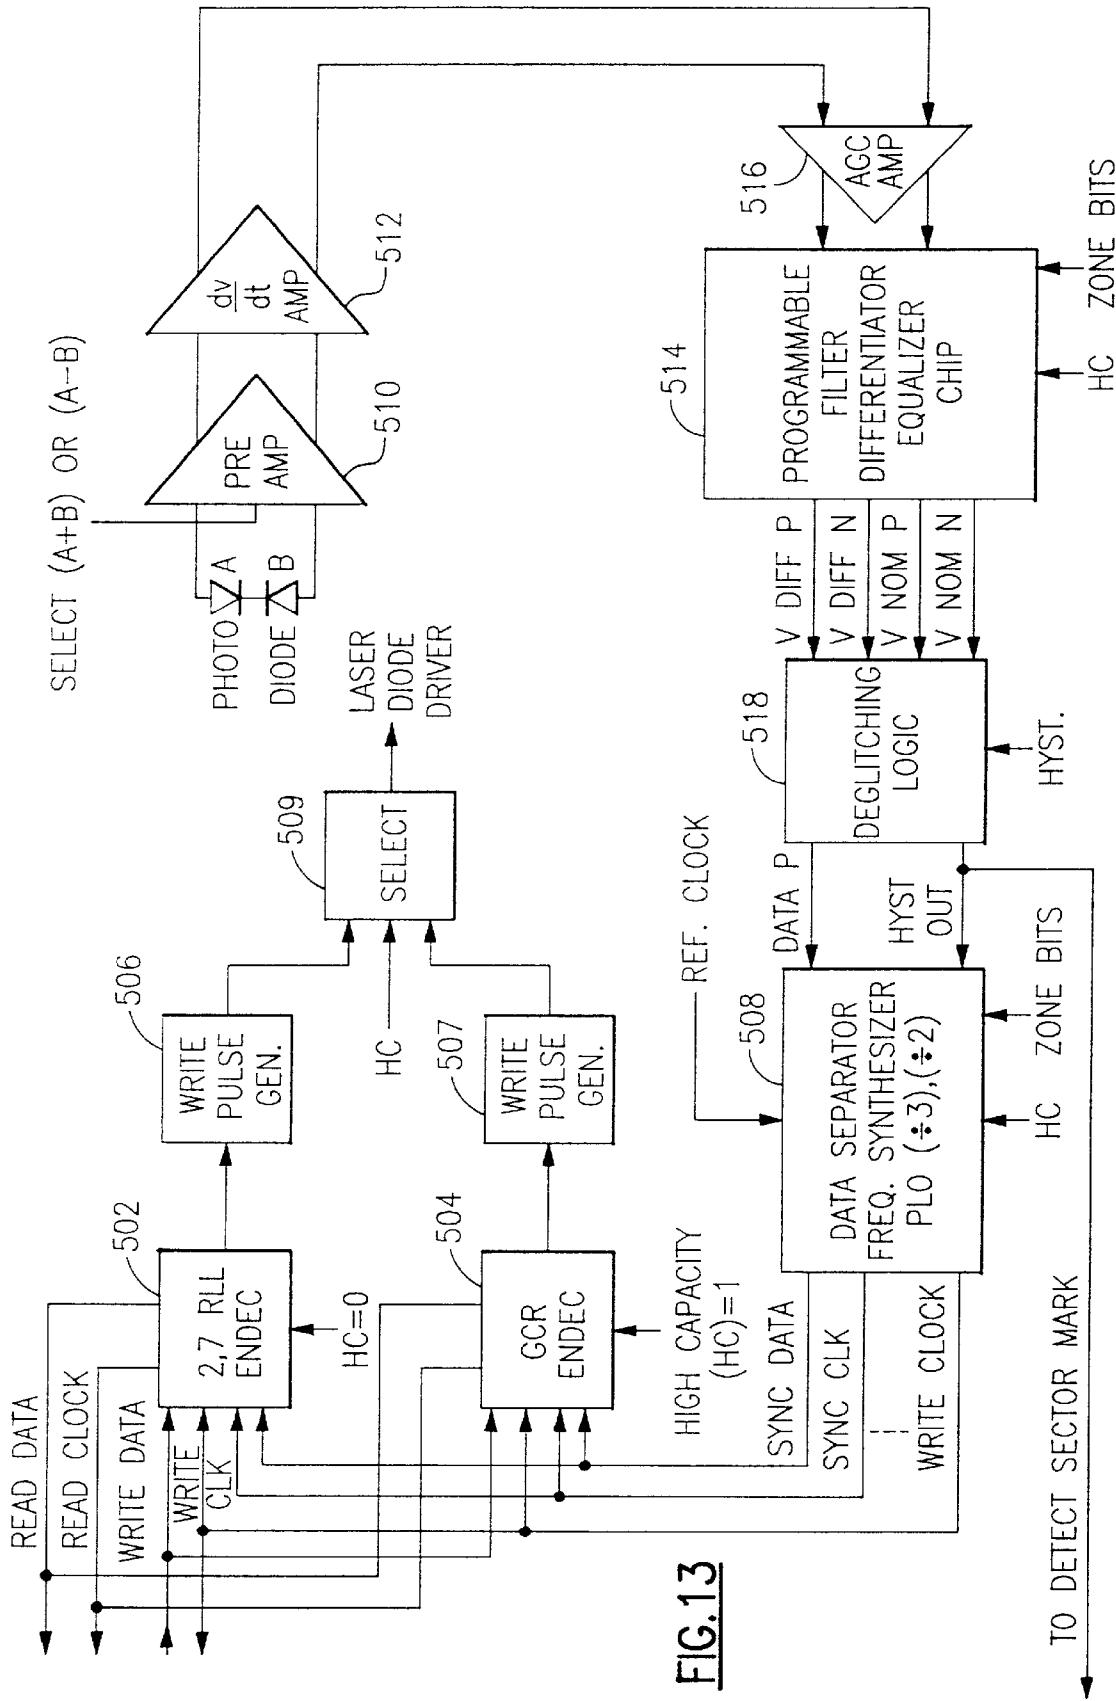 READ DATA
READ CLOCK
WRITE DATA
WRITE
CLK
502
2,7 RLL
ENDEC
HC=0
506
WRITE
PULSE
GEN.
504
GCR
ENDEC
HIGH CAPACITY
(HC)=1
507
WRITE
PULSE
GEN.
HC
509
SELECT
LASER
DIODE
DRIVER
SELECT (A+B) OR (A-B)
PHOTO A
DIODE B
PRE
AMP
510
dv
dt
AMP
512
516
AGC
AMP
514
PROGRAMMABLE
FILTER
DIFFERENTIATOR
EQUALIZER
CHIP
HC
ZONE BITS
V DIFF P
V DIFF N
V NOM P
V NOM N
518
DEGLITCHING
LOGIC
HYST.
REF. CLOCK
DATA P
HYST
OUT
508
DATA SEPARATOR
FREQ. SYNTHESIZER
PLO (÷3),(÷2)
HC
ZONE BITS
SYNC DATA
SYNC CLK
WRITE CLOCK
TO DETECT SECTOR MARK
FIG.13